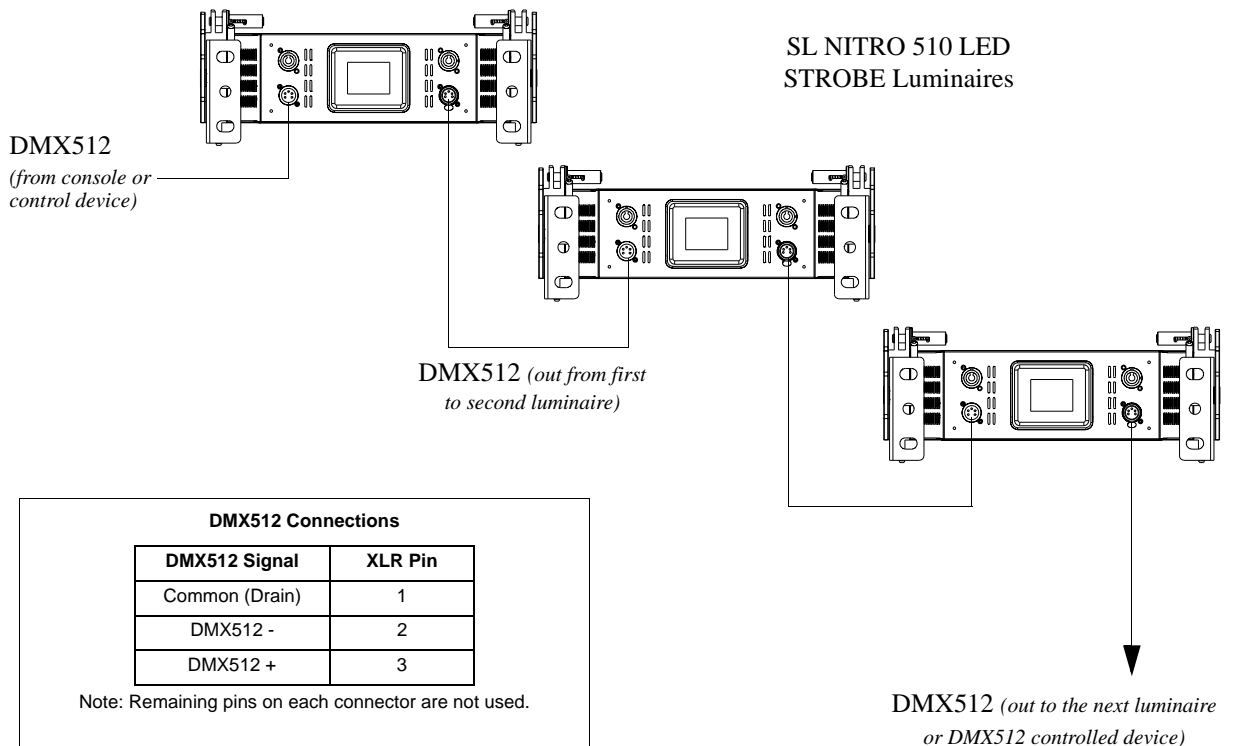 SL NITRO 510 LED
STROBE Luminaires
DMX512
(from console or
control device)
DMX512 (out from first
to second luminaire)
DMX512 Connections
DMX512 Signal XLR Pin
Common (Drain) 1
DMX512 - 2
DMX512 + 3
Note: Remaining pins on each connector are not used.
DMX512 (out to the next luminaire
or DMX512 controlled device)